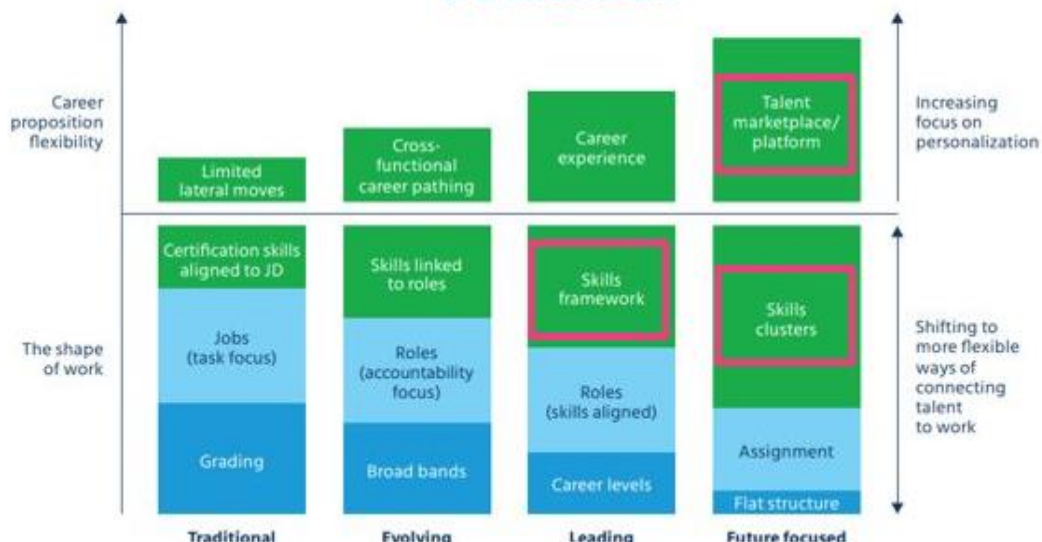 Career
proposition
flexibility
Limited
lateral moves
Cross-
functional
career pathing
Career
experience
Talent
marketplace/
platform
Increasing
focus on
personalization
The shape
of work
Certification skills
aligned to JD
Jobs
(task focus)
Grading
Skills linked
to roles
Roles
(accountability
focus)
Broad bands
Skills
framework
Roles
(skills aligned)
Career levels
Skills
clusters
Assignment
Flat structure
Shifting to
more flexible
ways of
connecting
talent
to work
Traditional
Evolving
Leading
Future focused